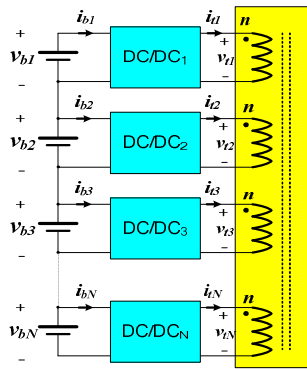 i_b1 i_t1 n
+ + 
v_b1 DC/DC_1 v_t1
- -
i_b2 i_t2 n
+ +
v_b2 DC/DC_2 v_t2
- -
i_b3 i_t3 n
+ +
v_b3 DC/DC_3 v_t3
- -
i_bN i_tN n
+ +
v_bN DC/DC_N v_tN
- -